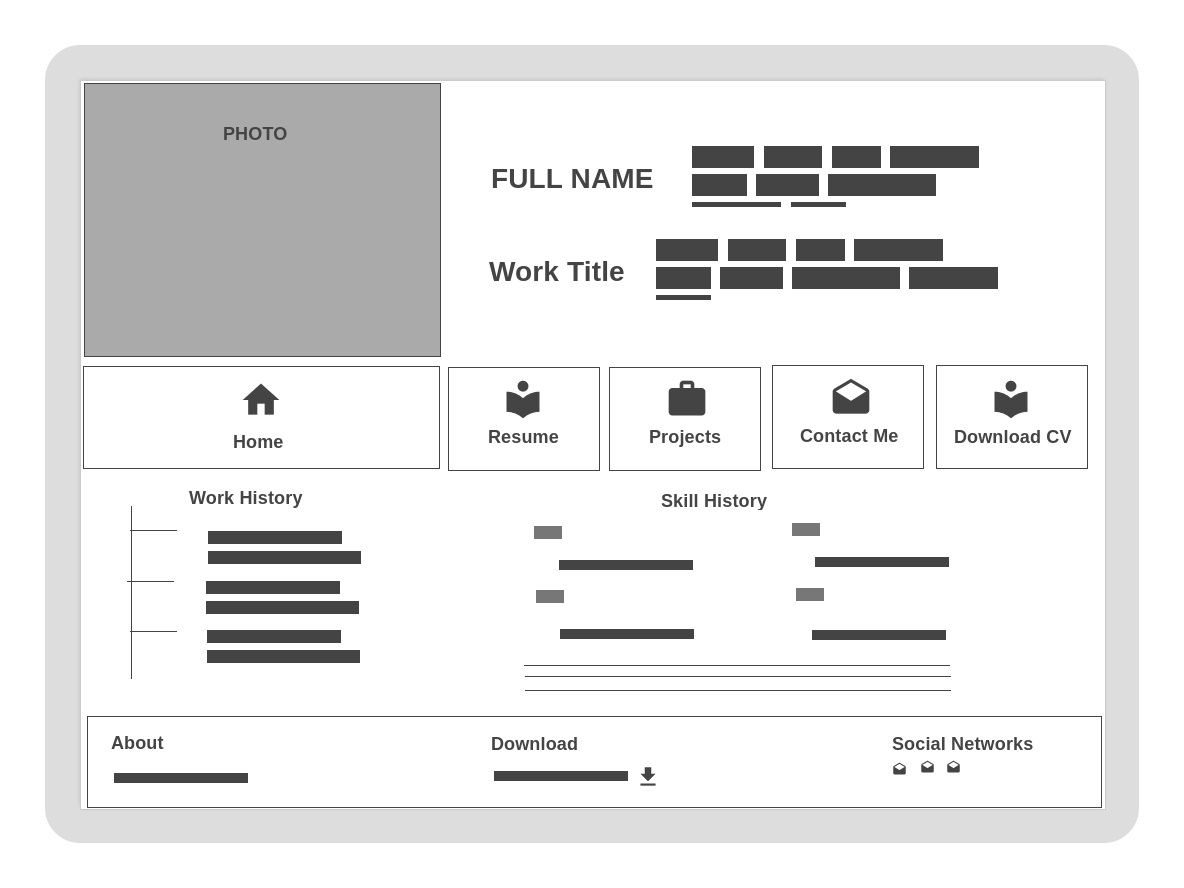 PHOTO
FULL NAME
Work Title
Home
Resume
Projects
Contact Me
Download CV
Work History
Skill History
About
Download
Social Networks